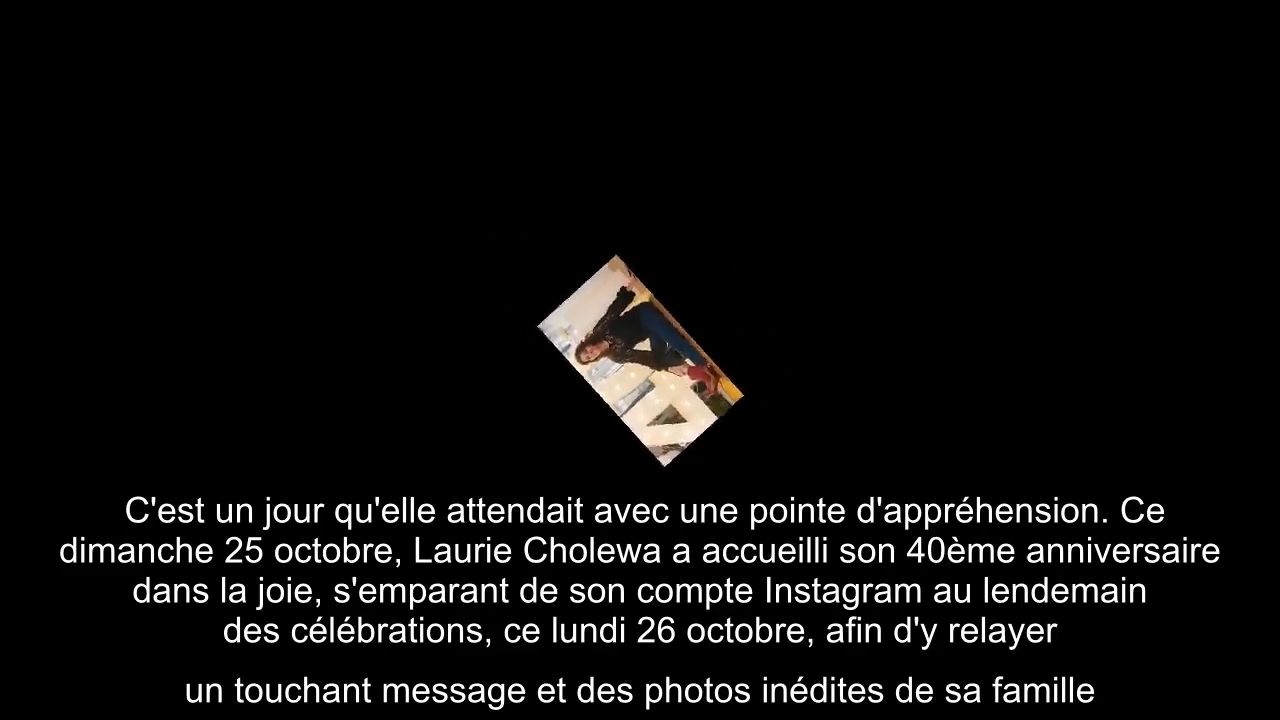 C'est un jour qu'elle attendait avec une pointe d'appréhension. Ce
dimanche 25 octobre, Laurie Cholewa a accueilli son 40ème anniversaire
dans la joie, s'emparant de son compte Instagram au lendemain
des célébrations, ce lundi 26 octobre, afin d'y relayer
un touchant message et des photos inédites de sa famille